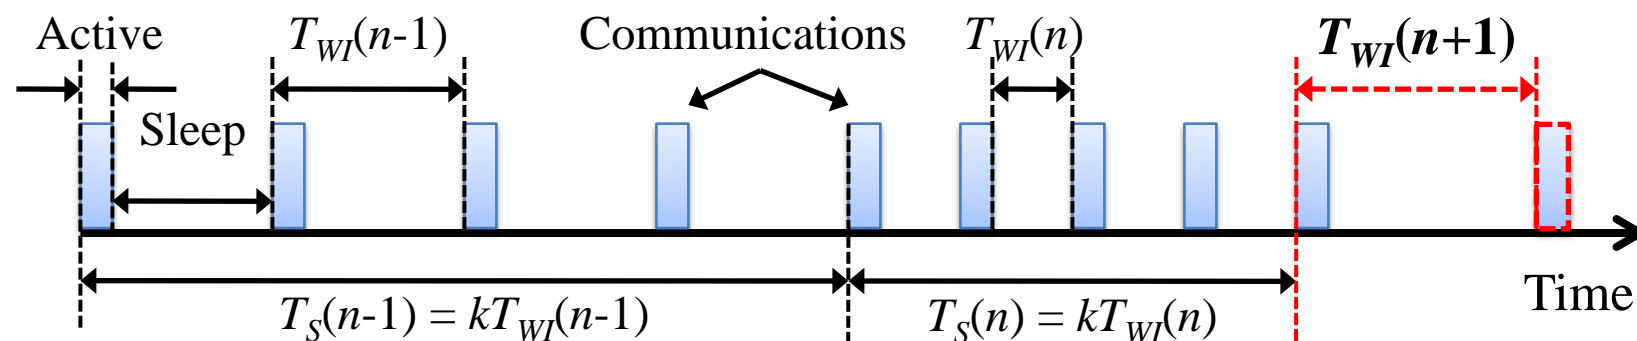 Active
T_WI(n-1)
Communications
T_WI(n)
T_WI(n+1)
Sleep
T_S(n-1) = kT_WI(n-1)
T_S(n) = kT_WI(n)
Time